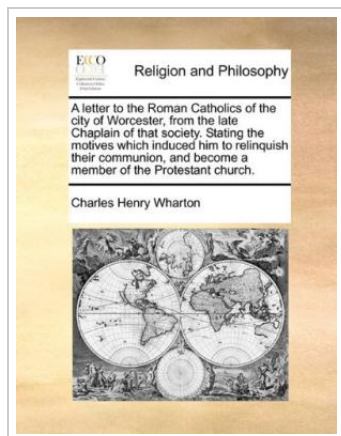 ECCO
Religion and Philosophy
A letter to the Roman Catholics of the
city of Worcester, from the late
Chaplain of that society. Stating the
motives which induced him to relinquish
their communion, and become a
member of the Protestant church.
Charles Henry Wharton